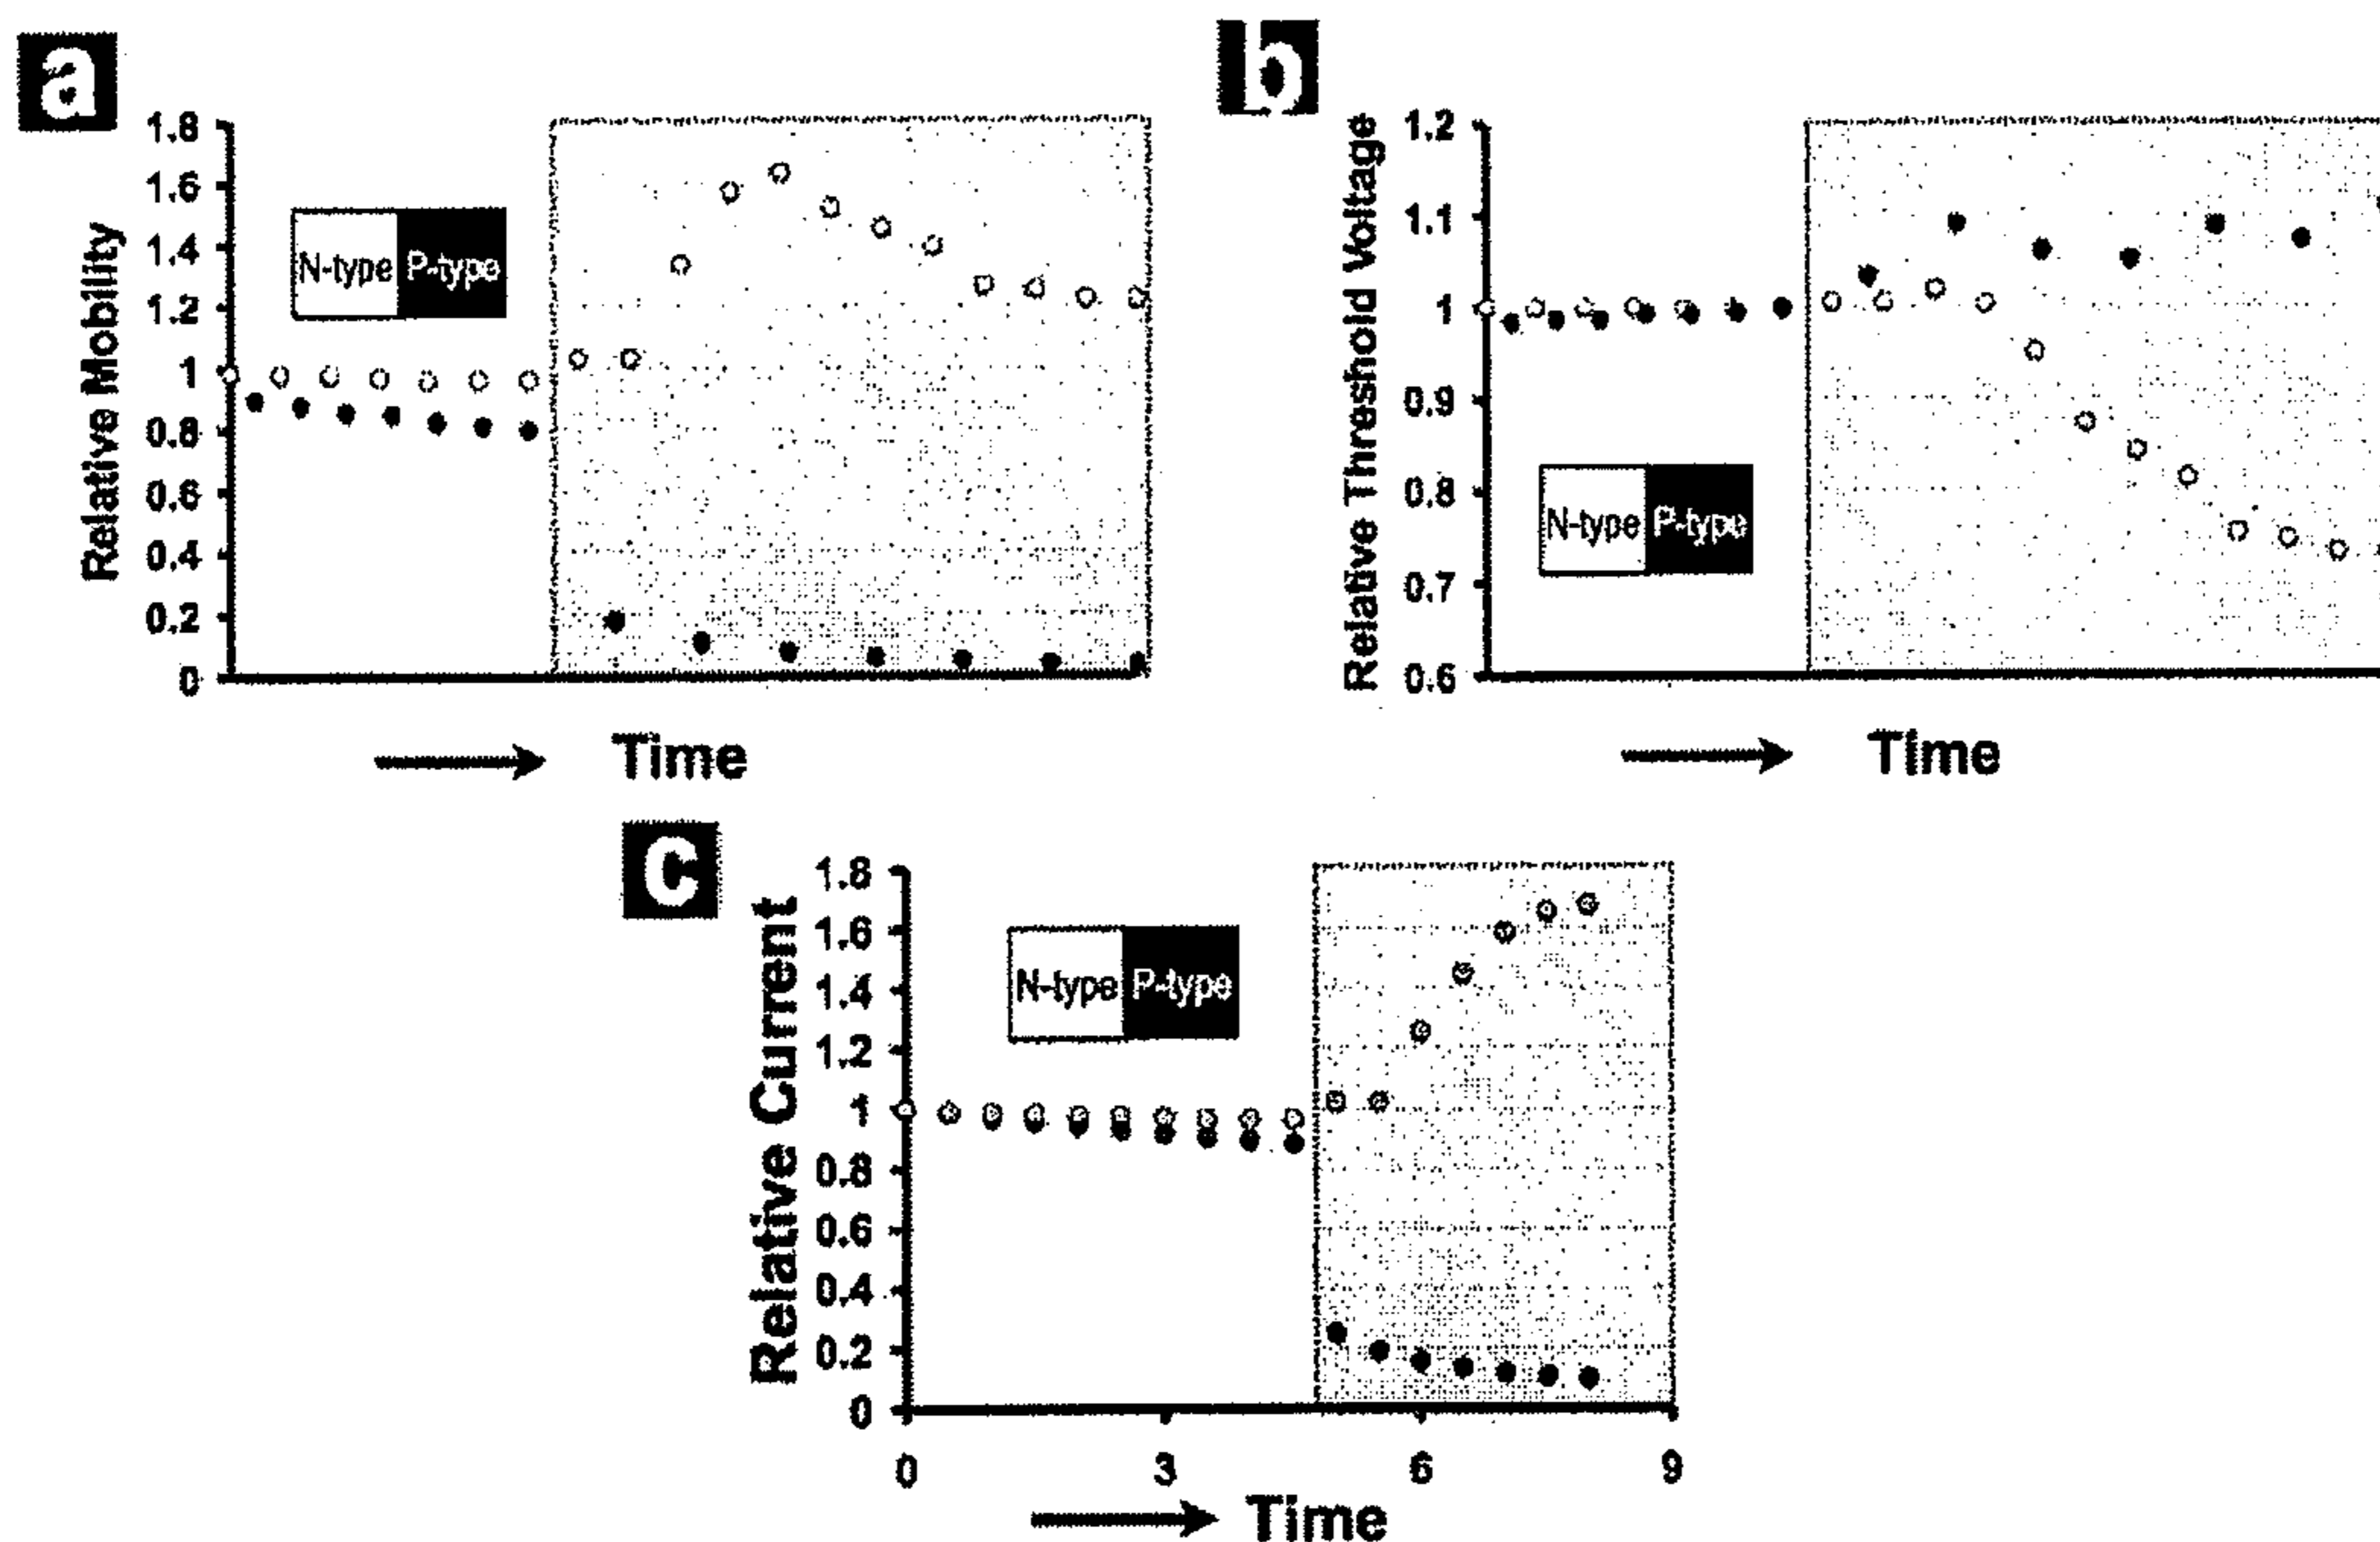 a
Relative Mobility
1.8
1.6
1.4
1.2
1
0.8
0.6
0.4
0.2
0
N-type P-type
Time
b
Relative Threshold Voltage
1.2
1.1
1
0.9
0.8
0.7
0.6
N-type P-type
Time
c
Relative Current
1.8
1.6
1.4
1.2
1
0.8
0.6
0.4
0.2
0
N-type P-type
0 3 6 9
Time